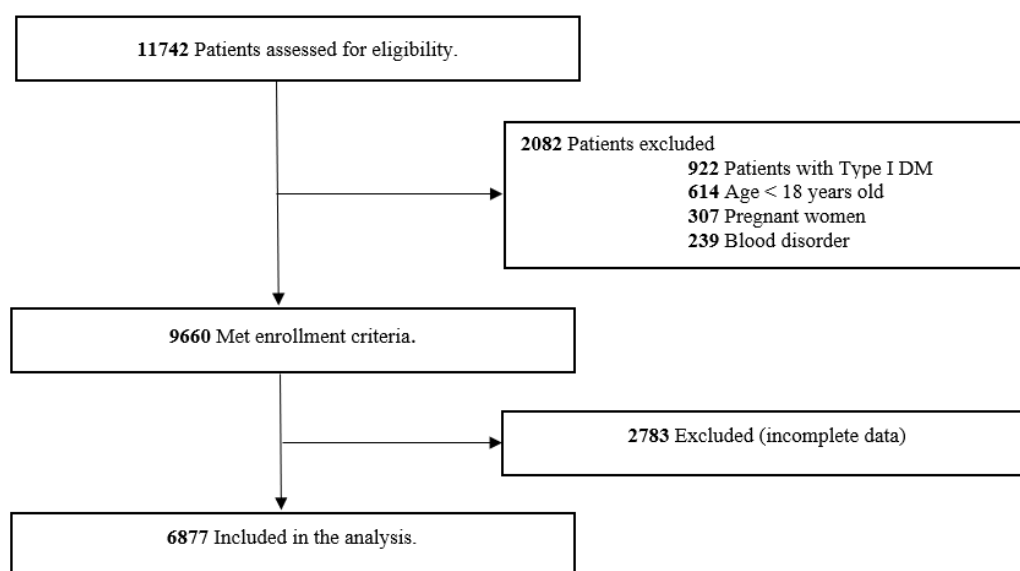 11742 Patients assessed for eligibility.
2082 Patients excluded
922 Patients with Type I DM
614 Age < 18 years old
307 Pregnant women
239 Blood disorder
9660 Met enrollment criteria.
2783 Excluded (incomplete data)
6877 Included in the analysis.